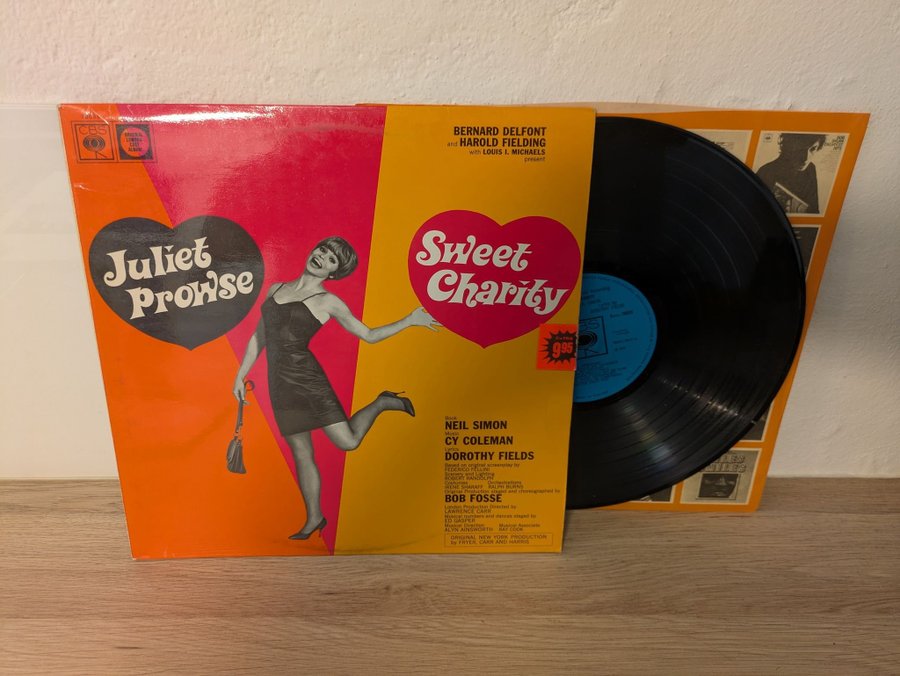 CBS
ORIGINAL
LONDON
CAST
ALBUM
BERNARD DELFONT
and HAROLD FIELDING
with LOUIS I. MICHAELS
present
Juliet
Prowse
Sweet
Charity
9.95
Book
NEIL SIMON
Music
CY COLEMAN
Lyrics
DOROTHY FIELDS
Based on original screenplay by
FEDERICO FELLINI
Scenery and Lighting
ROBERT RANDOLPH
Costumes Orchestrations
IRENE SHARAFF RALPH BURNS
Original Production staged and choreographed by
BOB FOSSE
London Production Directed by
LAWRENCE CARR
Musical numbers and dances staged by
ED GASPER
Musical Direction Musical Associate
ALYN AINSWORTH RAY COOK
ORIGINAL NEW YORK PRODUCTION
by FRYER, CARR AND HARRIS
CBS
MILES